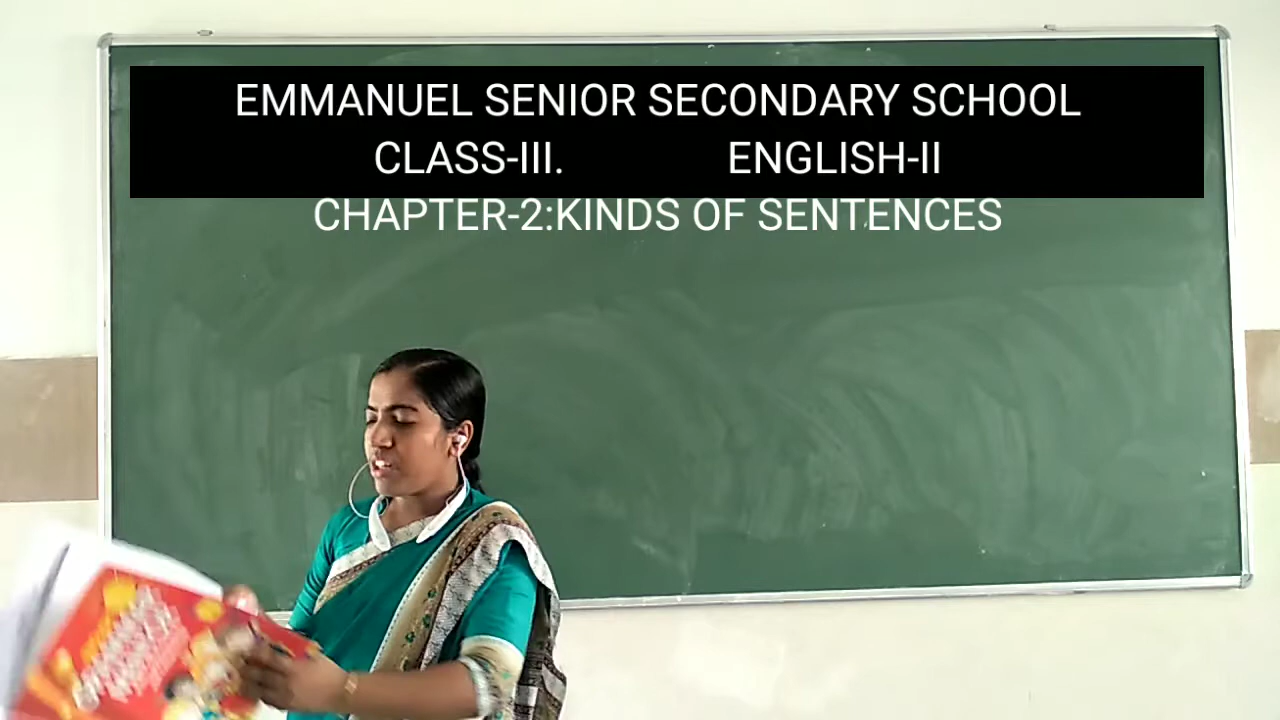 EMMANUEL SENIOR SECONDARY SCHOOL
CLASS-III. ENGLISH-II
CHAPTER-2:KINDS OF SENTENCES